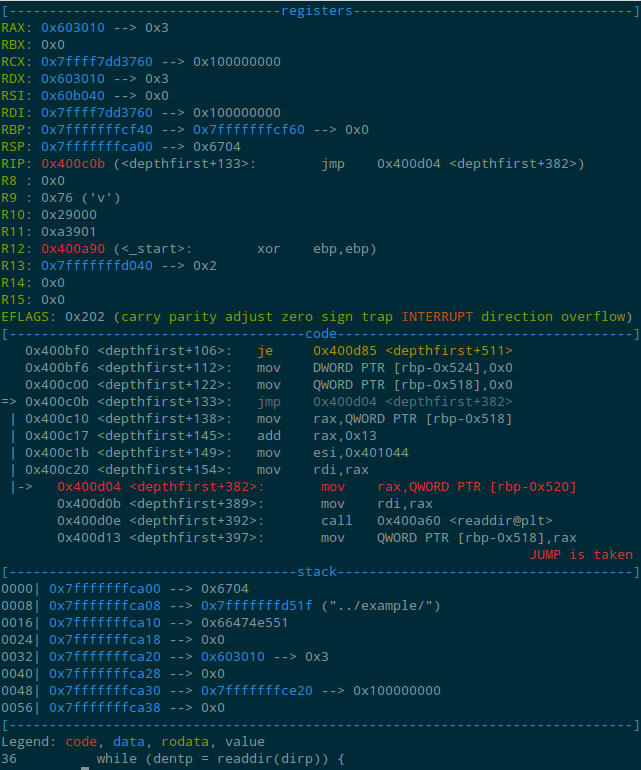 [----------------------------------registers-----------------------------------]
RAX: 0x603010 --> 0x3
RBX: 0x0
RCX: 0x7ffff7dd3760 --> 0x100000000
RDX: 0x603010 --> 0x3
RSI: 0x60b040 --> 0x0
RDI: 0x7ffff7dd3760 --> 0x100000000
RBP: 0x7fffffffcf40 --> 0x7fffffffcf60 --> 0x0
RSP: 0x7fffffffca00 --> 0x6704
RIP: 0x400c0b (<depthfirst+133>:        jmp    0x400d04 <depthfirst+382>)
R8 : 0x0
R9 : 0x76 ('v')
R10: 0x29000
R11: 0xa3901
R12: 0x400a90 (<_start>:        xor    ebp,ebp)
R13: 0x7fffffffd040 --> 0x2
R14: 0x0
R15: 0x0
EFLAGS: 0x202 (carry parity adjust zero sign trap INTERRUPT direction overflow)
[-------------------------------------code-------------------------------------]
   0x400bf0 <depthfirst+106>:   je     0x400d85 <depthfirst+511>
   0x400bf6 <depthfirst+112>:   mov    DWORD PTR [rbp-0x524],0x0
   0x400c00 <depthfirst+122>:   mov    QWORD PTR [rbp-0x518],0x0
=> 0x400c0b <depthfirst+133>:   jmp    0x400d04 <depthfirst+382>
 | 0x400c10 <depthfirst+138>:   mov    rax,QWORD PTR [rbp-0x518]
 | 0x400c17 <depthfirst+145>:   add    rax,0x13
 | 0x400c1b <depthfirst+149>:   mov    esi,0x401044
 | 0x400c20 <depthfirst+154>:   mov    rdi,rax
 |->   0x400d04 <depthfirst+382>:       mov    rax,QWORD PTR [rbp-0x520]
       0x400d0b <depthfirst+389>:       mov    rdi,rax
       0x400d0e <depthfirst+392>:       call   0x400a60 <readdir@plt>
       0x400d13 <depthfirst+397>:       mov    QWORD PTR [rbp-0x518],rax
                                                                  JUMP is taken
[------------------------------------stack-------------------------------------]
0000| 0x7fffffffca00 --> 0x6704
0008| 0x7fffffffca08 --> 0x7fffffffd51f ("../example/")
0016| 0x7fffffffca10 --> 0x66474e551
0024| 0x7fffffffca18 --> 0x0
0032| 0x7fffffffca20 --> 0x603010 --> 0x3
0040| 0x7fffffffca28 --> 0x0
0048| 0x7fffffffca30 --> 0x7fffffffce20 --> 0x100000000
0056| 0x7fffffffca38 --> 0x0
[------------------------------------------------------------------------------]
Legend: code, data, rodata, value
36          while (dentp = readdir(dirp)) {